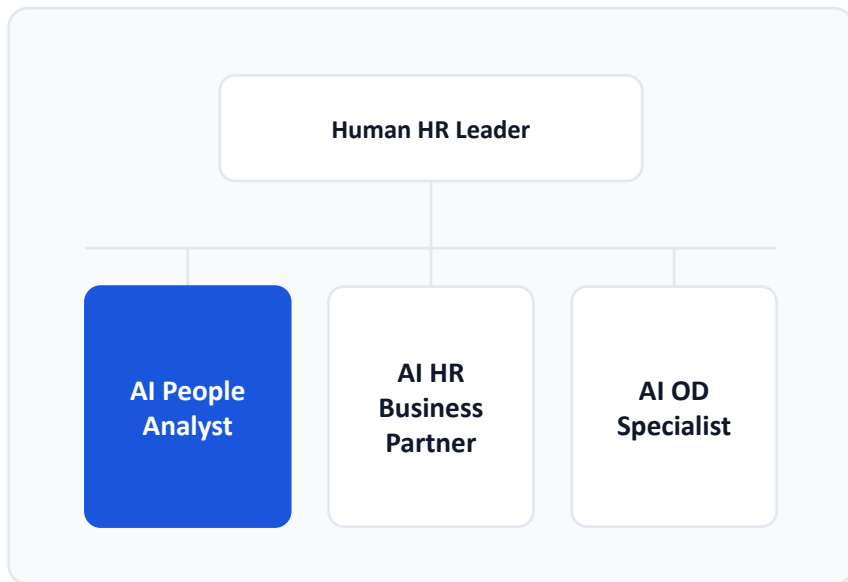 Human HR Leader
AI People
Analyst
AI HR
Business
Partner
AI OD
Specialist